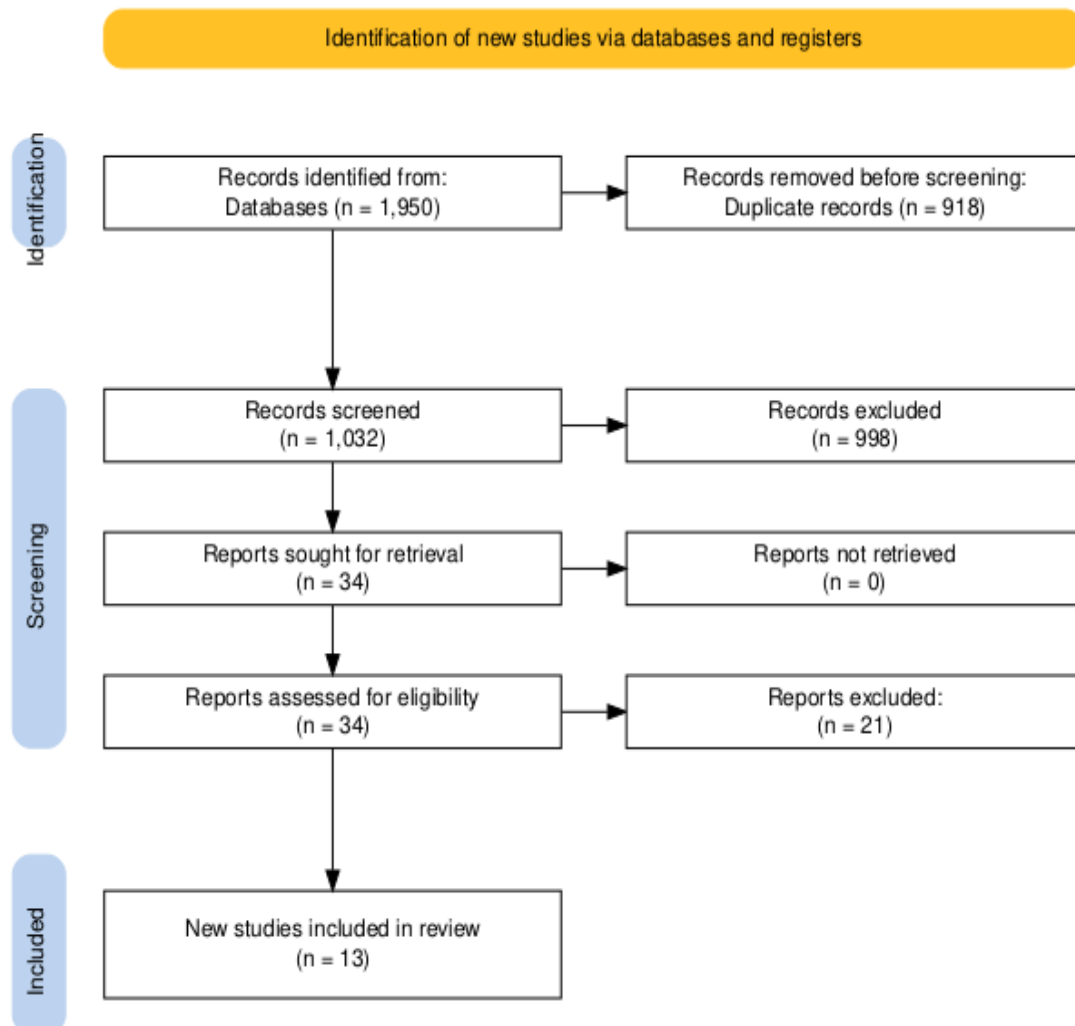 Identification of new studies via databases and registers
Identification
Records identified from:
Databases (n = 1,950)
Records removed before screening:
Duplicate records (n = 918)
Screening
Records screened
(n = 1,032)
Records excluded
(n = 998)
Reports sought for retrieval
(n = 34)
Reports not retrieved
(n = 0)
Reports assessed for eligibility
(n = 34)
Reports excluded:
(n = 21)
Included
New studies included in review
(n = 13)